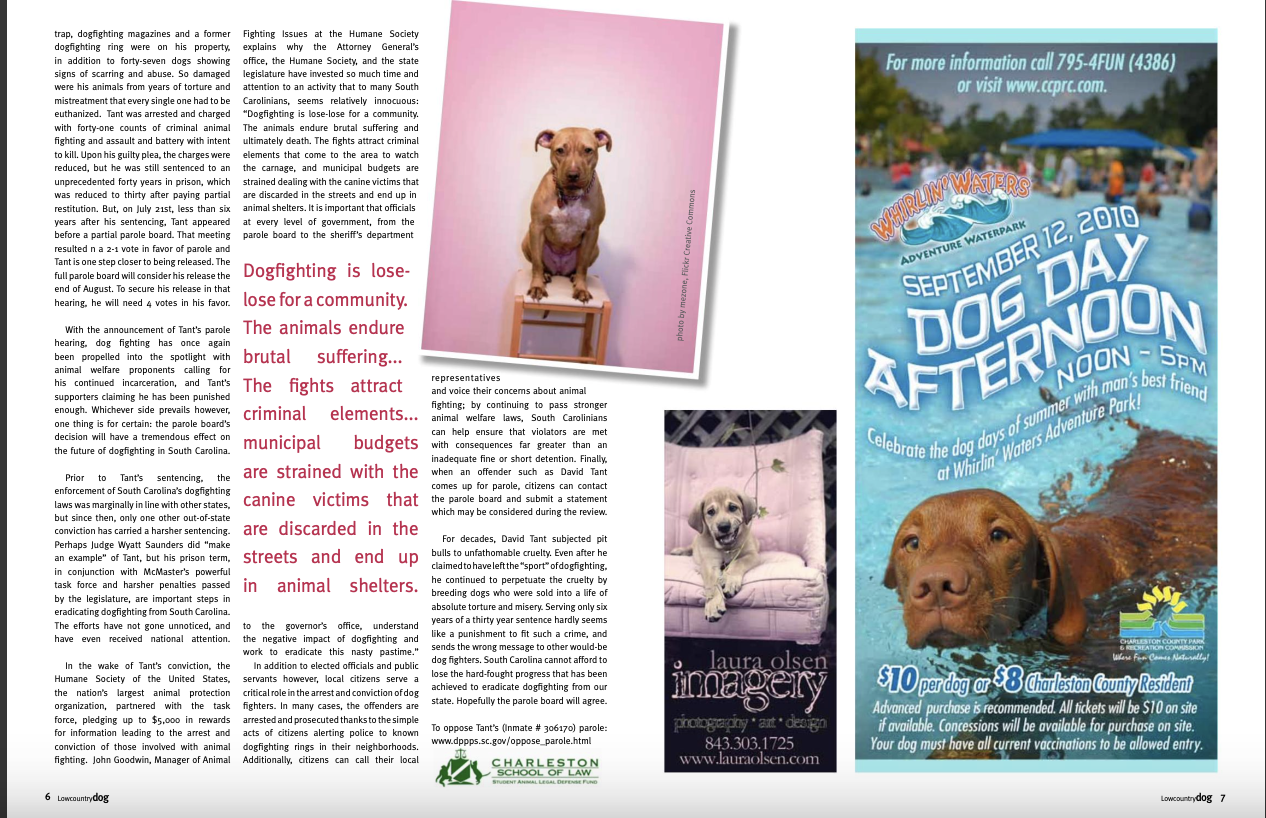 trap, dogfighting magazines and a former
dogfighting ring were on his property,
in addition to forty-seven dogs showing
signs of scarring and abuse. So damaged
were his animals from years of torture and
mistreatment that every single one had to be
euthanized. Tant was arrested and charged
with forty-one counts of criminal animal
fighting and assault and battery with intent
to kill. Upon his guilty plea, the charges were
reduced, but he was still sentenced to an
unprecedented forty years in prison, which
was reduced to thirty after paying partial
restitution. But, on July 21st, less than six
years after his sentencing, Tant appeared
before a partial parole board. That meeting
resulted n a 2-1 vote in favor of parole and
Tant is one step closer to being released. The
full parole board will consider his release the
end of August. To secure his release in that
hearing, he will need 4 votes in his favor.
With the announcement of Tant's parole
hearing, dog fighting has once again
been propelled into the spotlight with
animal welfare proponents calling for
his continued incarceration, and Tant's
supporters claiming he has been punished
enough. Whichever side prevails however,
one thing is for certain: the parole board's
decision will have a tremendous effect on
the future of dogfighting in South Carolina.
Prior to Tant's sentencing, the
enforcement of South Carolina's dogfighting
laws was marginally in line with other states,
but since then, only one other out-of-state
conviction has carried a harsher sentencing.
Perhaps Judge Wyatt Saunders did "make
an example" of Tant, but his prison term,
in conjunction with McMaster's powerful
task force and harsher penalties passed
by the legislature, are important steps in
eradicating dogfighting from South Carolina.
The efforts have not gone unnoticed, and
have even received national attention.
In the wake of Tant's conviction, the
Humane Society of the United States,
the nation's largest animal protection
organization, partnered with the task
force, pledging up to $5,000 in rewards
for information leading to the arrest and
conviction of those involved with animal
fighting. John Goodwin, Manager of Animal
Fighting Issues at the Humane Society
explains why the Attorney General's
office, the Humane Society, and the state
legislature have invested so much time and
attention to an activity that to many South
Carolinians, seems relatively innocuous:
"Dogfighting is lose-lose for a community.
The animals endure brutal suffering and
ultimately death. The fights attract criminal
elements that come to the area to watch
the carnage, and municipal budgets are
strained dealing with the canine victims that
are discarded in the streets and end up in
animal shelters. It is important that officials
at every level of government, from the
parole board to the sheriff's department
Dogfighting is lose-
lose for a community.
The animals endure
brutal suffering...
The fights attract
criminal elements...
municipal budgets
are strained with the
canine victims that
are discarded in the
streets and end up
in animal shelters.
to the governor's office, understand
the negative impact of dogfighting and
work to eradicate this nasty pastime."
In addition to elected officials and public
servants however, local citizens serve a
critical role in the arrest and conviction of dog
fighters. In many cases, the offenders are
arrested and prosecuted thanks to the simple
acts of citizens alerting police to known
dogfighting rings in their neighborhoods.
Additionally, citizens can call their local
photo by mezone, Flickr Creative Commons
representatives
and voice their concerns about animal
fighting; by continuing to pass stronger
animal welfare laws, South Carolinians
can help ensure that violators are met
with consequences far greater than an
inadequate fine or short detention. Finally,
when an offender such as David Tant
comes up for parole, citizens can contact
the parole board and submit a statement
which may be considered during the review.
For decades, David Tant subjected pit
bulls to unfathomable cruelty. Even after he
claimed to have left the "sport" of dogfighting,
he continued to perpetuate the cruelty by
breeding dogs who were sold into a life of
absolute torture and misery. Serving only six
years of a thirty year sentence hardly seems
like a punishment to fit such a crime, and
sends the wrong message to other would-be
dog fighters. South Carolina cannot afford to
lose the hard-fought progress that has been
achieved to eradicate dogfighting from our
state. Hopefully the parole board will agree.
To oppose Tant's (Inmate # 306170) parole:
www.dppps.sc.gov/oppose_parole.html
CHARLESTON
SCHOOL OF LAW
STUDENT ANIMAL LEGAL DEFENSE FUND
6 Lowcountrydog
laura olsen
imagery
photography • art • design
843.303.1725
www.lauraolsen.com
For more information call 795-4FUN (4386)
or visit www.ccprc.com.
WHIRLIN' WATERS
ADVENTURE WATERPARK
SEPTEMBER 12, 2010
DOG DAY
AFTERNOON
NOON - 5PM
Celebrate the dog days of summer with man's best friend
at Whirlin' Waters Adventure Park!
CHARLESTON COUNTY PARK
& RECREATION COMMISSION
Where Fun Comes Naturally!
$10 per dog or $8 Charleston County Resident
Advanced purchase is recommended. All tickets will be $10 on site
if available. Concessions will be available for purchase on site.
Your dog must have all current vaccinations to be allowed entry.
Lowcountrydog 7